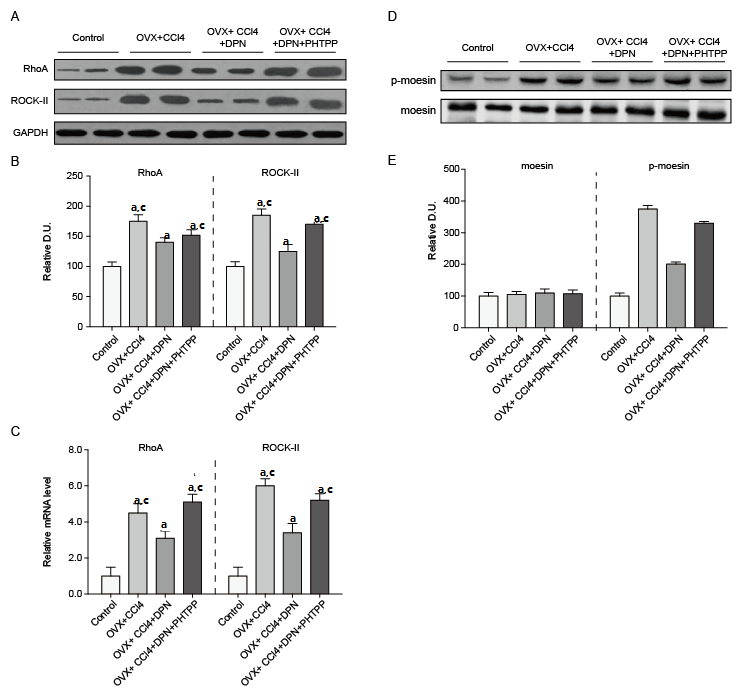 A
Control
OVX+CCl4
OVX+ CCl4
+DPN
OVX+ CCl4
+DPN+PHTPP
RhoA
ROCK-II
GAPDH
B
RhoA
ROCK-II
Relative D.U.
250
200
150
100
50
0
a,c
a
a,c
a,c
a
a,c
Control
OVX+CCl4
OVX+ CCl4+DPN
OVX+ CCl4+DPN+PHTPP
Control
OVX+CCl4
OVX+ CCl4+DPN
OVX+ CCl4+DPN+PHTPP
C
RhoA
ROCK-II
Relative mRNA level
8.0
6.0
4.0
2.0
0.0
a,c
a
a,c
a,c
a
a,c
Control
OVX+CCl4
OVX+ CCl4+DPN
OVX+ CCl4+DPN+PHTPP
Control
OVX+CCl4
OVX+ CCl4+DPN
OVX+ CCl4+DPN+PHTPP
D
Control
OVX+CCl4
OVX+ CCl4
+DPN
OVX+ CCl4
+DPN+PHTPP
p-moesin
moesin
E
moesin
p-moesin
Relative D.U.
500
400
300
200
100
0
Control
OVX+CCl4
OVX+ CCl4+DPN
OVX+ CCl4+DPN+PHTPP
Control
OVX+CCl4
OVX+ CCl4+DPN
OVX+ CCl4+DPN+PHTPP